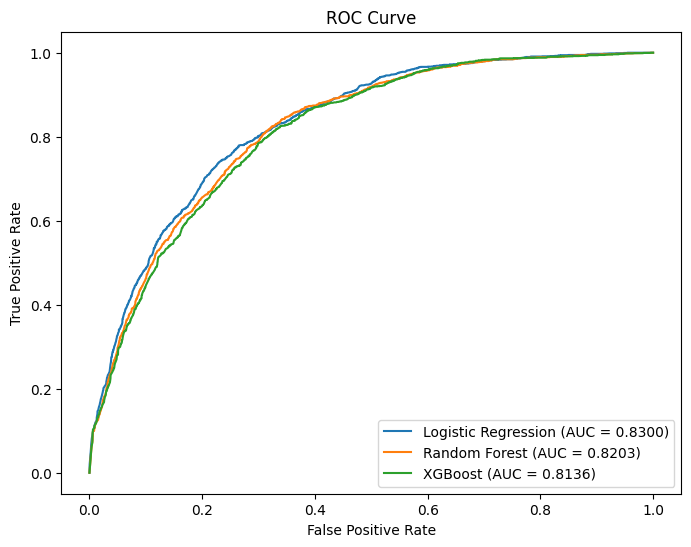 ROC Curve
1.0
0.8
0.6
0.4
0.2
0.0
True Positive Rate
Logistic Regression (AUC = 0.8300)
Random Forest (AUC = 0.8203)
XGBoost (AUC = 0.8136)
0.0 0.2 0.4 0.6 0.8 1.0
False Positive Rate